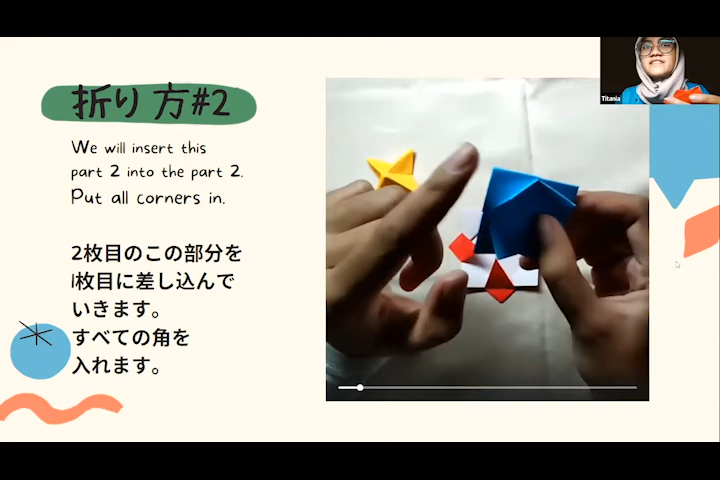 折り方#2
We will insert this
part 2 into the part 2.
Put all corners in.
2枚目のこの部分を
1枚目に差し込んで
いきます。
すべての角を
入れます。
Titania